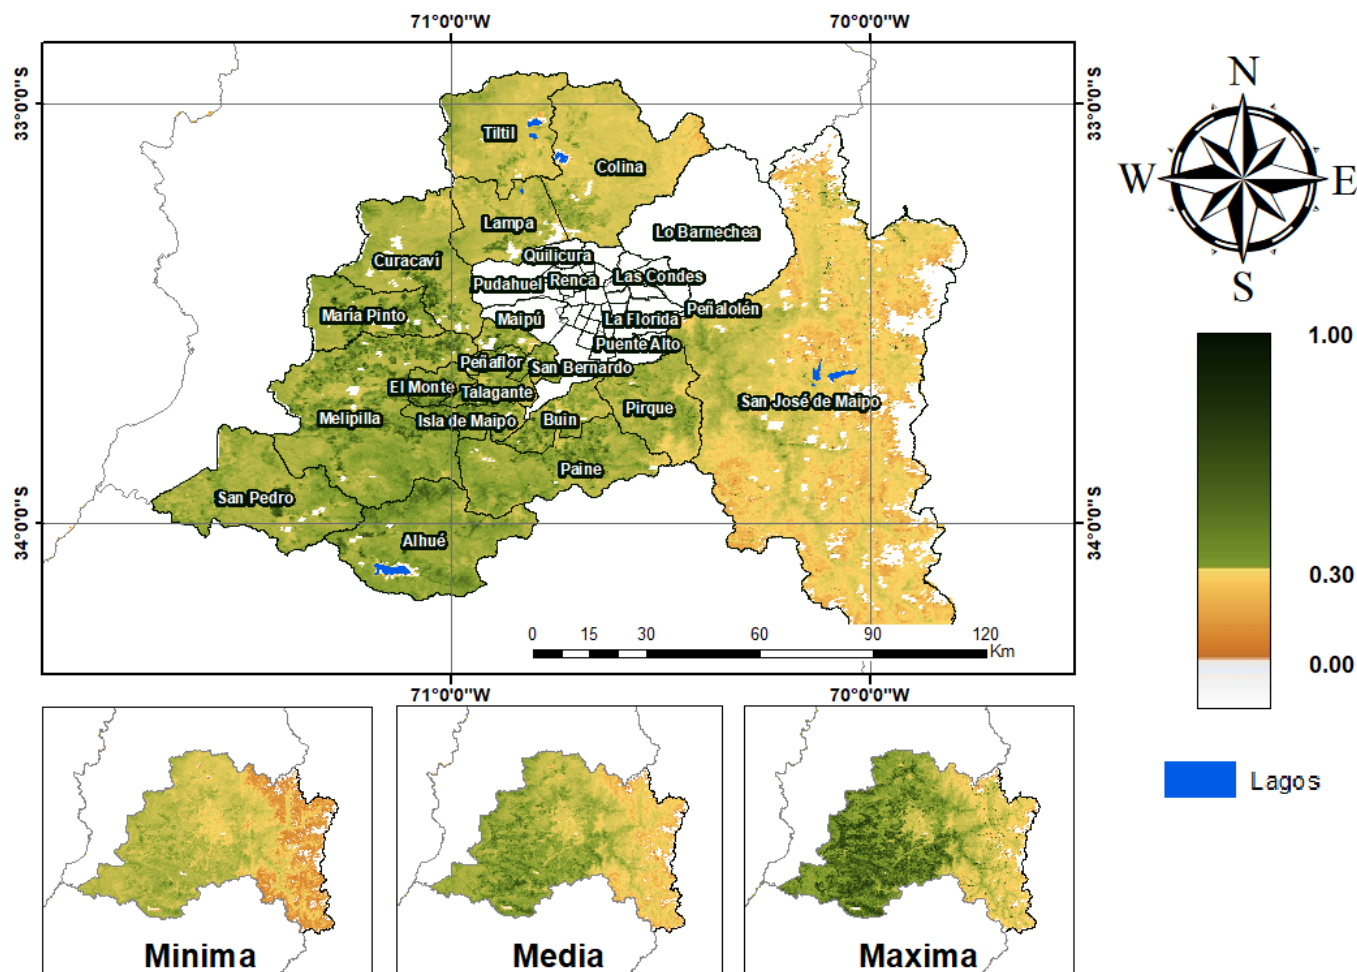 71°0'0"W
70°0'0"W
33°0'0"S
33°0'0"S
N
W
E
S
Tiltil
Colina
Lampa
Lo Barnechea
Curacaví
Quilicura
Pudahuel
Renca
Las Condes
María Pinto
Maipú
La Florida
Peñalolén
Puente Alto
Peñaflor
San Bernardo
El Monte
Talagante
San José de Maipo
Melipilla
Isla de Maipo
Buin
Pirque
Paine
San Pedro
Alhué
34°0'0"S
34°0'0"S
0 15 30 60 90 120
Km
71°0'0"W
70°0'0"W
1.00
0.30
0.00
Lagos
Minima
Media
Maxima